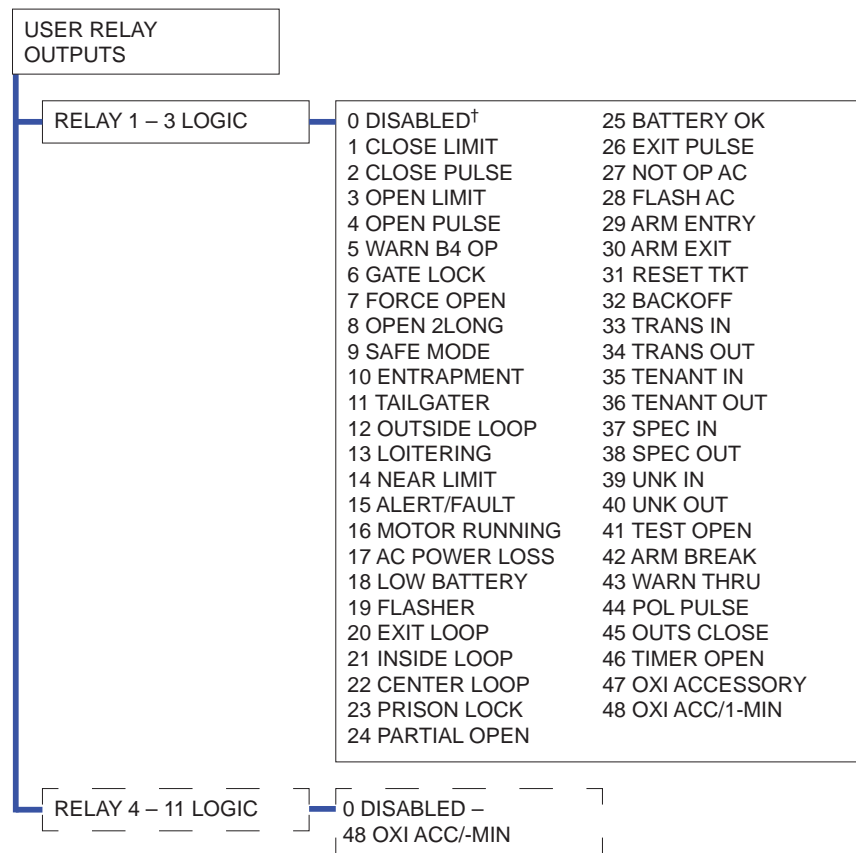 USER RELAY
OUTPUTS
RELAY 1 – 3 LOGIC
0 DISABLED†
1 CLOSE LIMIT
2 CLOSE PULSE
3 OPEN LIMIT
4 OPEN PULSE
5 WARN B4 OP
6 GATE LOCK
7 FORCE OPEN
8 OPEN 2LONG
9 SAFE MODE
10 ENTRAPMENT
11 TAILGATER
12 OUTSIDE LOOP
13 LOITERING
14 NEAR LIMIT
15 ALERT/FAULT
16 MOTOR RUNNING
17 AC POWER LOSS
18 LOW BATTERY
19 FLASHER
20 EXIT LOOP
21 INSIDE LOOP
22 CENTER LOOP
23 PRISON LOCK
24 PARTIAL OPEN
25 BATTERY OK
26 EXIT PULSE
27 NOT OP AC
28 FLASH AC
29 ARM ENTRY
30 ARM EXIT
31 RESET TKT
32 BACKOFF
33 TRANS IN
34 TRANS OUT
35 TENANT IN
36 TENANT OUT
37 SPEC IN
38 SPEC OUT
39 UNK IN
40 UNK OUT
41 TEST OPEN
42 ARM BREAK
43 WARN THRU
44 POL PULSE
45 OUTS CLOSE
46 TIMER OPEN
47 OXI ACCESSORY
48 OXI ACC/1-MIN
RELAY 4 – 11 LOGIC
0 DISABLED –
48 OXI ACC/-MIN